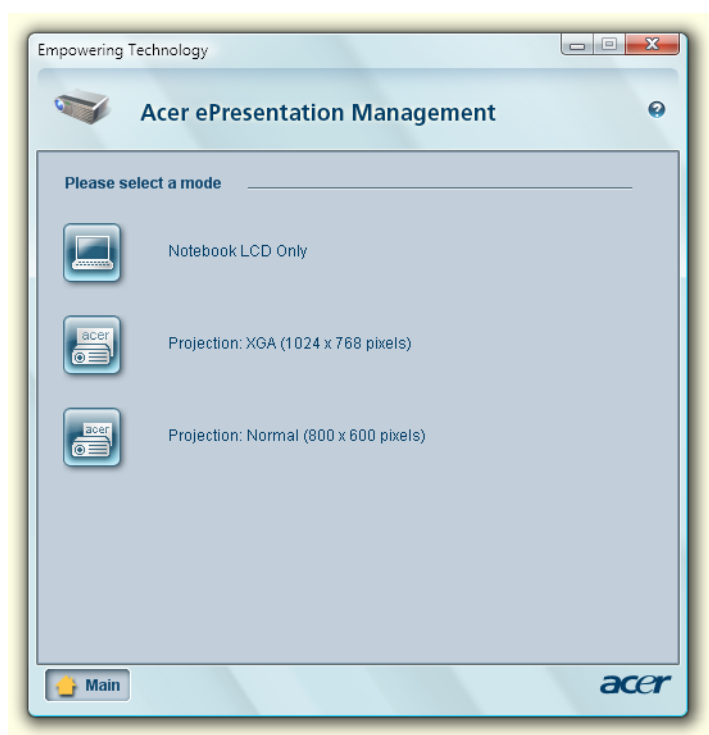 Empowering Technology
Acer ePresentation Management
Please select a mode
Notebook LCD Only
acer
Projection: XGA (1024 x 768 pixels)
acer
Projection: Normal (800 x 600 pixels)
Main
acer